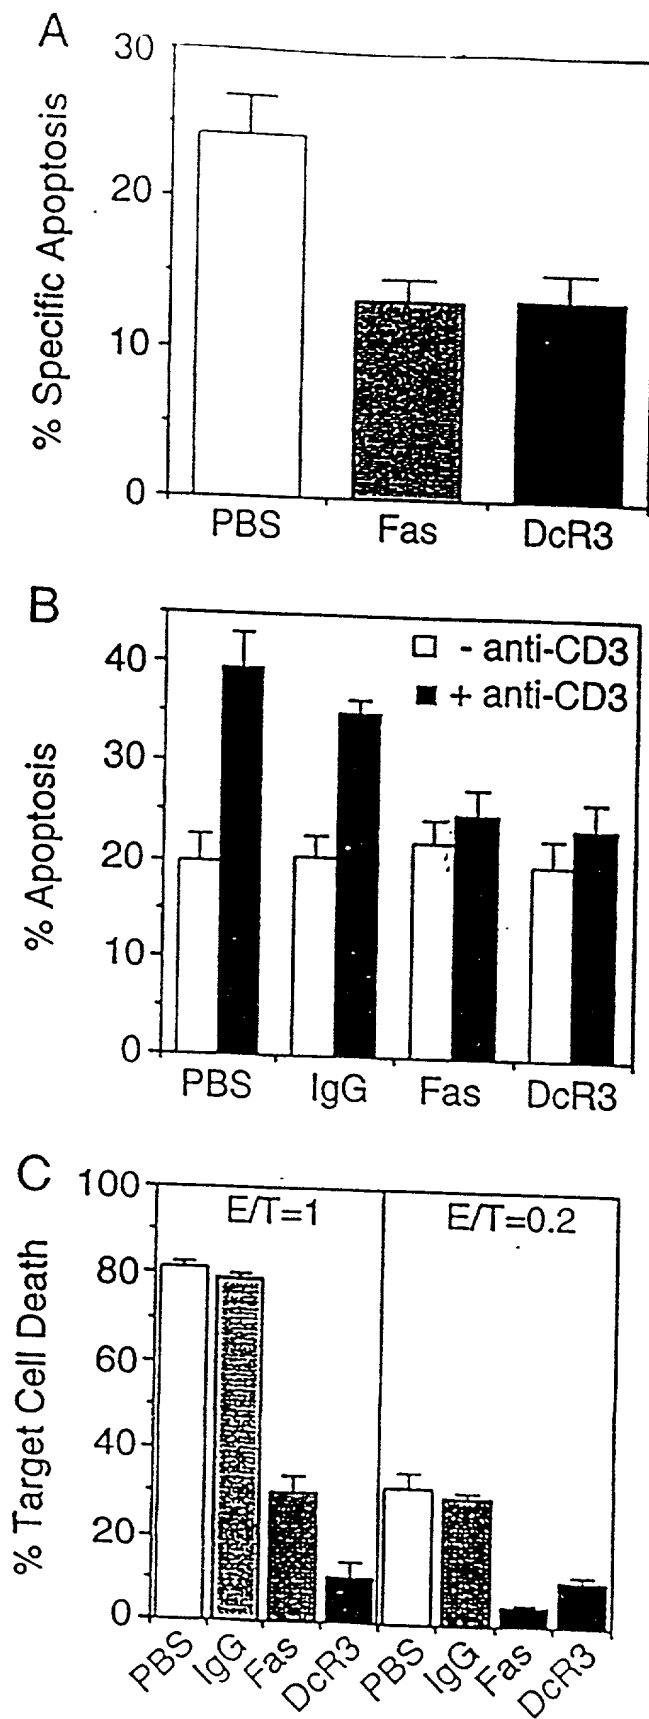 A
30
20
10
0
% Specific Apoptosis
PBS Fas DcR3
B
- anti-CD3
+ anti-CD3
40
30
20
10
0
% Apoptosis
PBS IgG Fas DcR3
C
E/T=1 E/T=0.2
100
80
60
40
20
0
% Target Cell Death
PBS IgG Fas DcR3 PBS IgG Fas DcR3